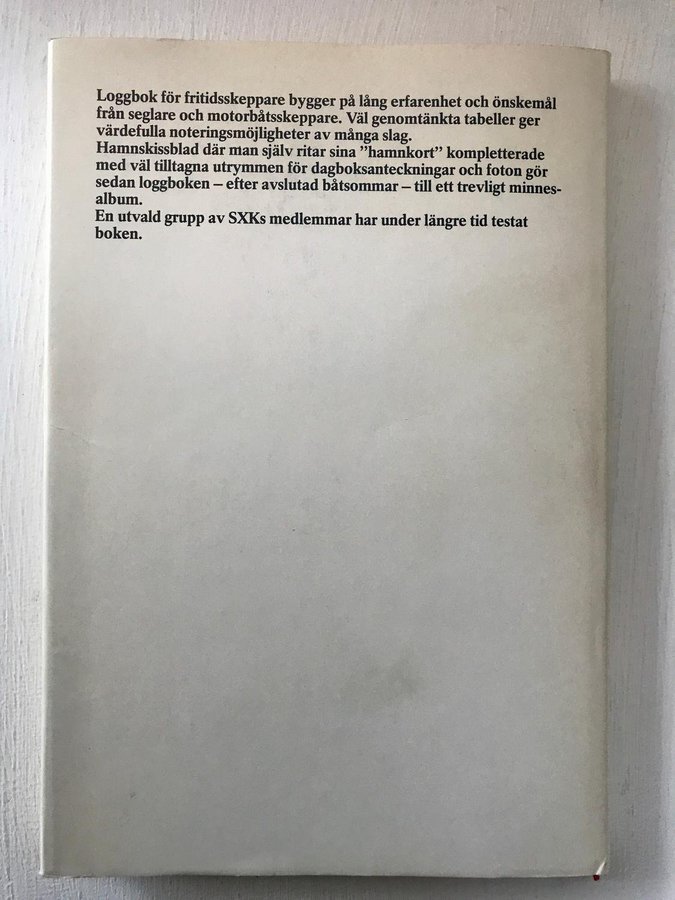 Loggbok för fritidsskeppare bygger på lång erfarenhet och önskemål
från seglare och motorbåtsskeppare. Väl genomtänkta tabeller ger
värdefulla noteringsmöjligheter av många slag.
Hamnskissblad där man själv ritar sina ”hamnkort” kompletterade
med väl tilltagna utrymmen för dagboksanteckningar och foton gör
sedan loggboken – efter avslutad båtsommar – till ett trevligt minnes-
album.
En utvald grupp av SXKs medlemmar har under längre tid testat
boken.